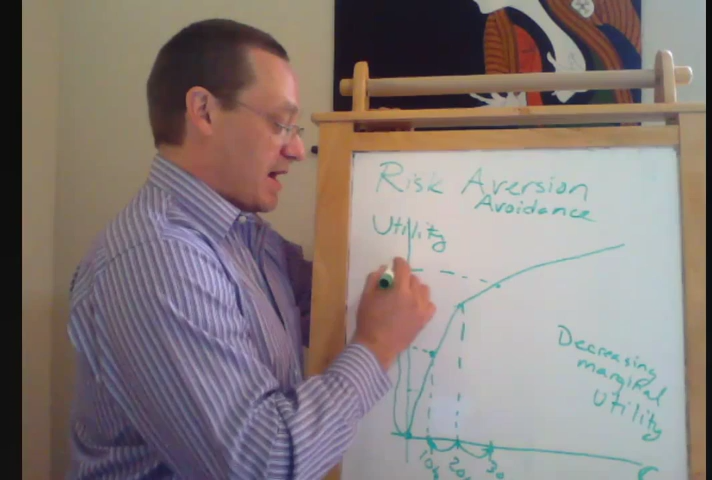 Risk Aversion
Avoidance
Utility
Decreasing
marginal
Utility